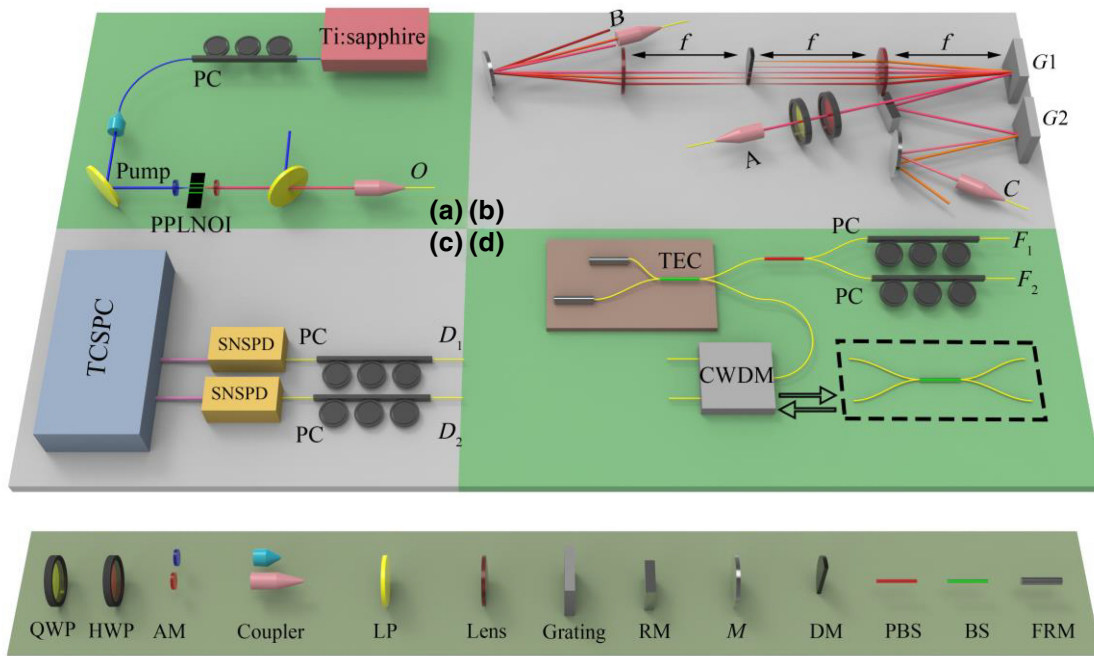 Ti:sapphire
PC
Pump
PPLNOI
O
(a)
B
f
f
f
G1
G2
A
C
(b)
(c)
TCSPC
SNSPD
SNSPD
PC
PC
D1
D2
(d)
TEC
PC
PC
F1
F2
CWDM
QWP HWP AM Coupler LP Lens Grating RM M DM PBS BS FRM